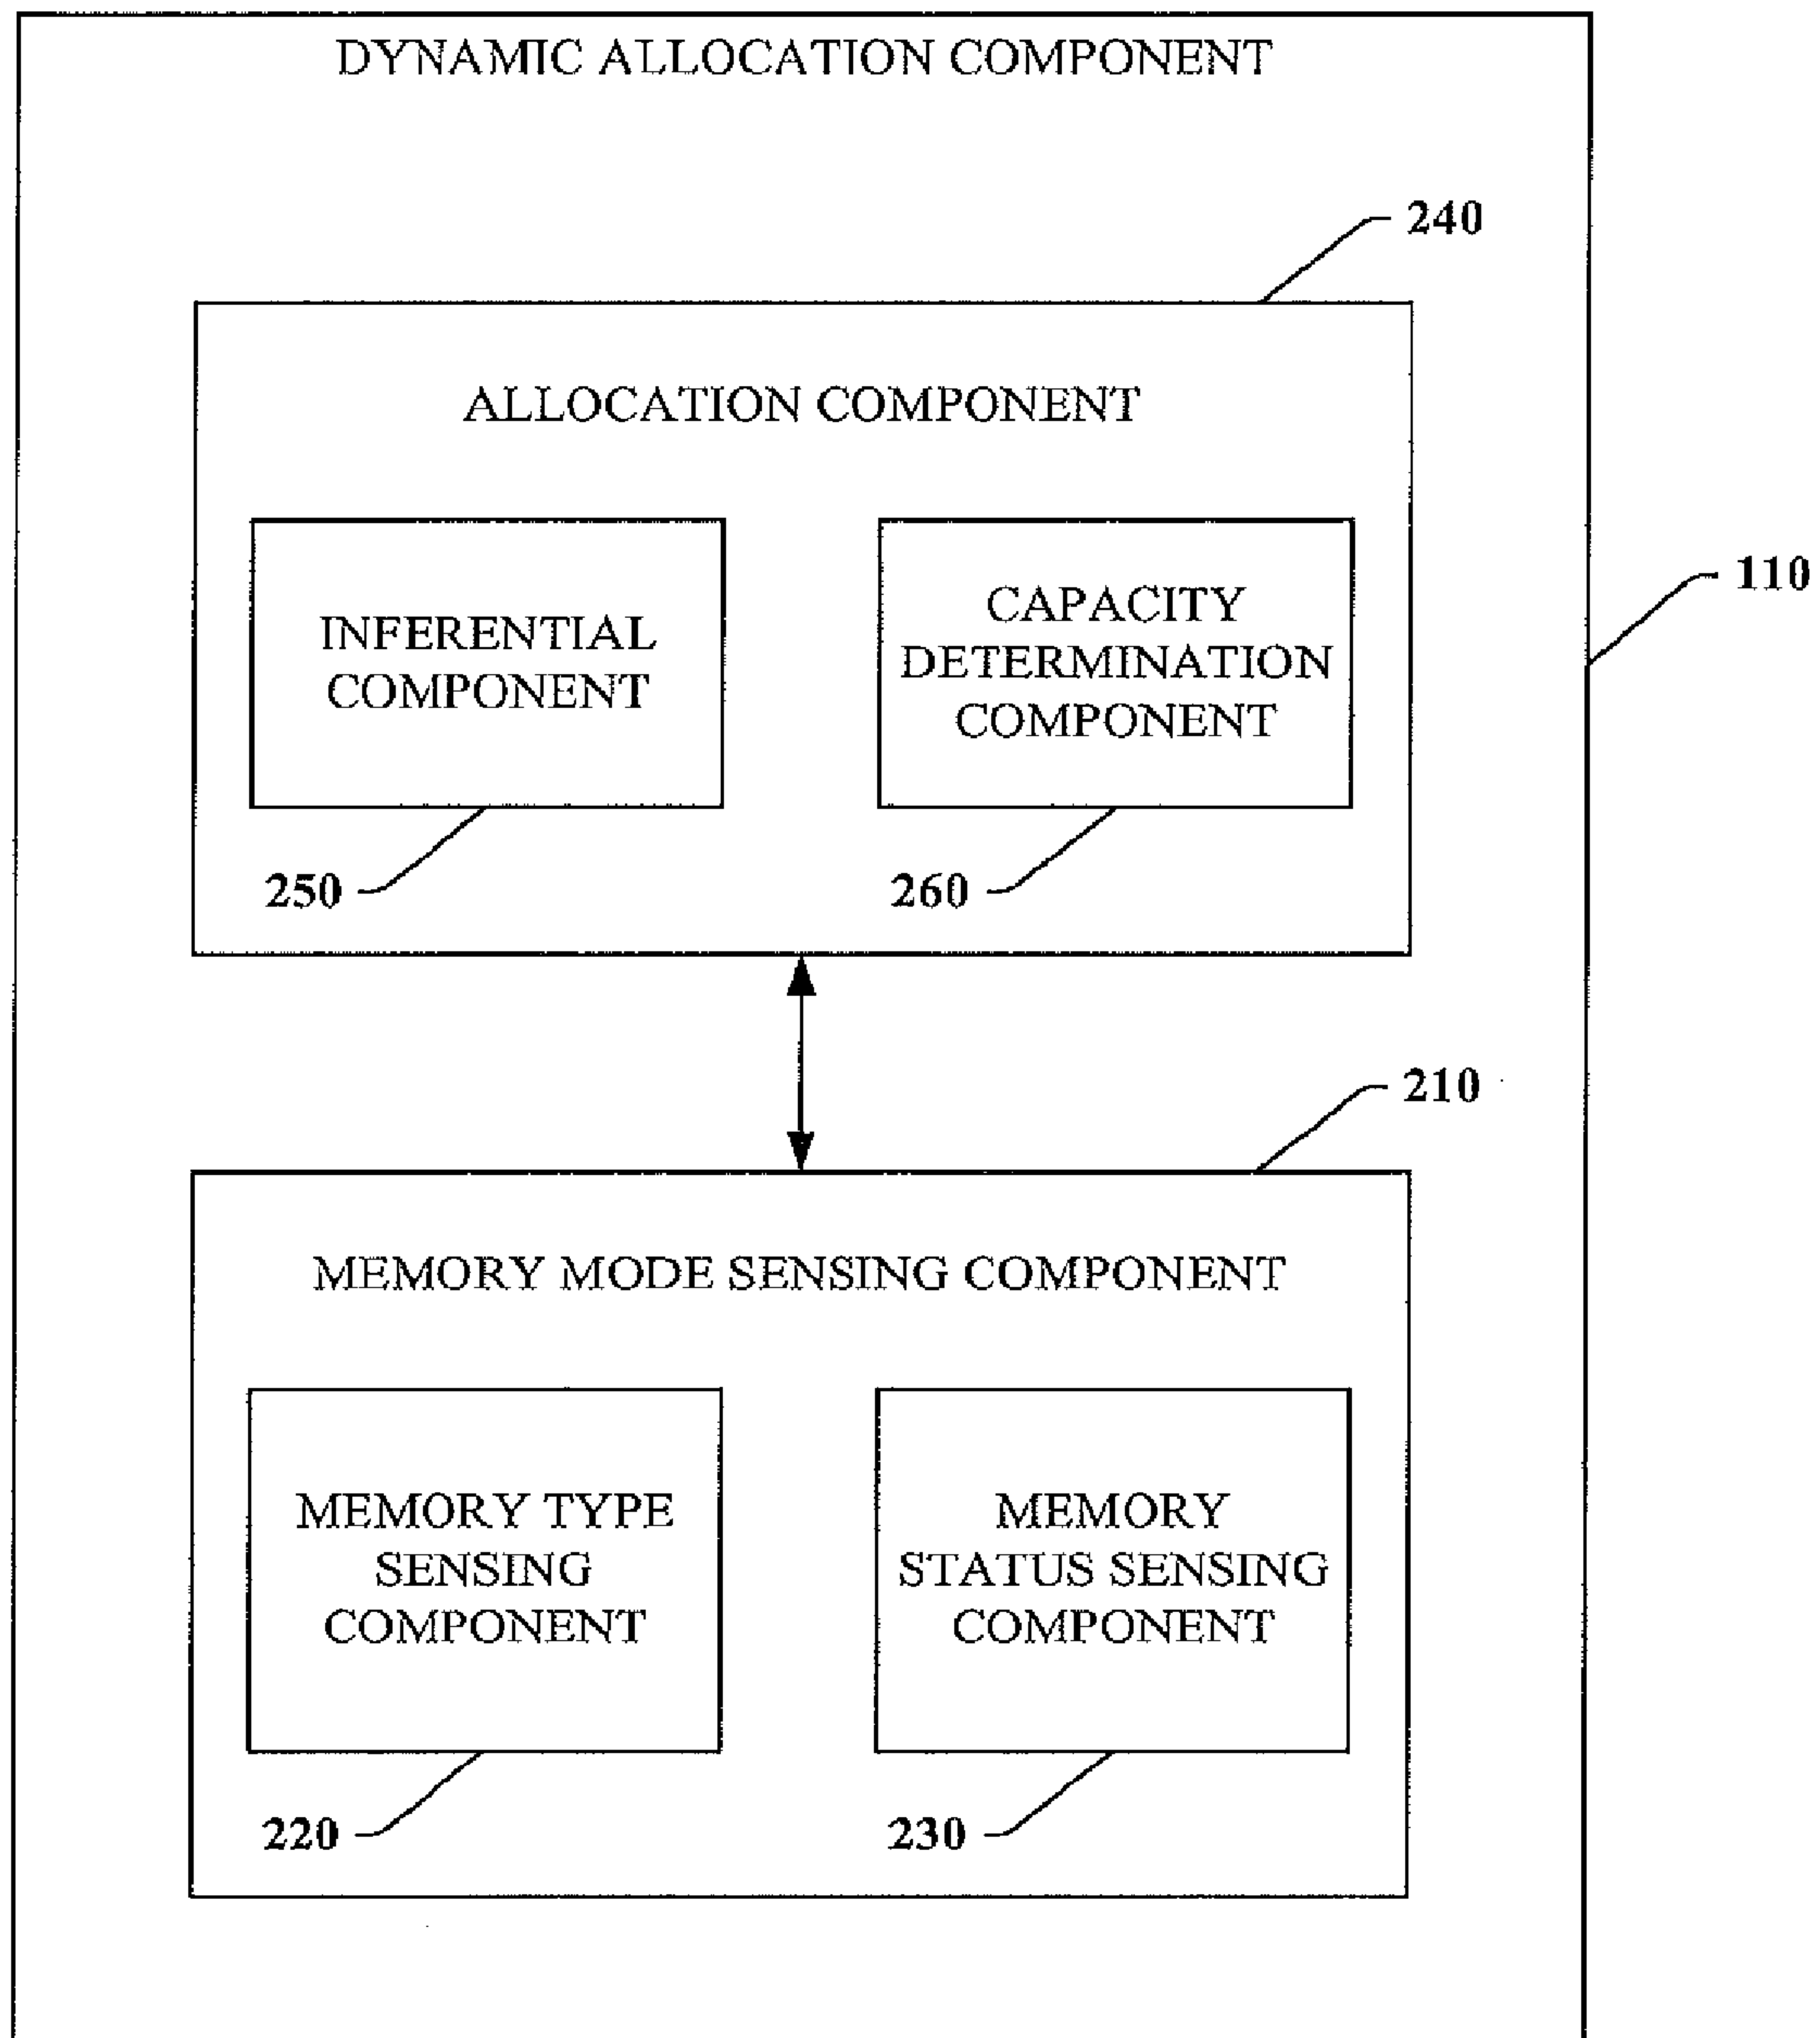 DYNAMIC ALLOCATION COMPONENT
240
ALLOCATION COMPONENT
110
INFERENTIAL
COMPONENT
CAPACITY
DETERMINATION
COMPONENT
250
260
210
MEMORY MODE SENSING COMPONENT
MEMORY TYPE
SENSING
COMPONENT
MEMORY
STATUS SENSING
COMPONENT
220
230